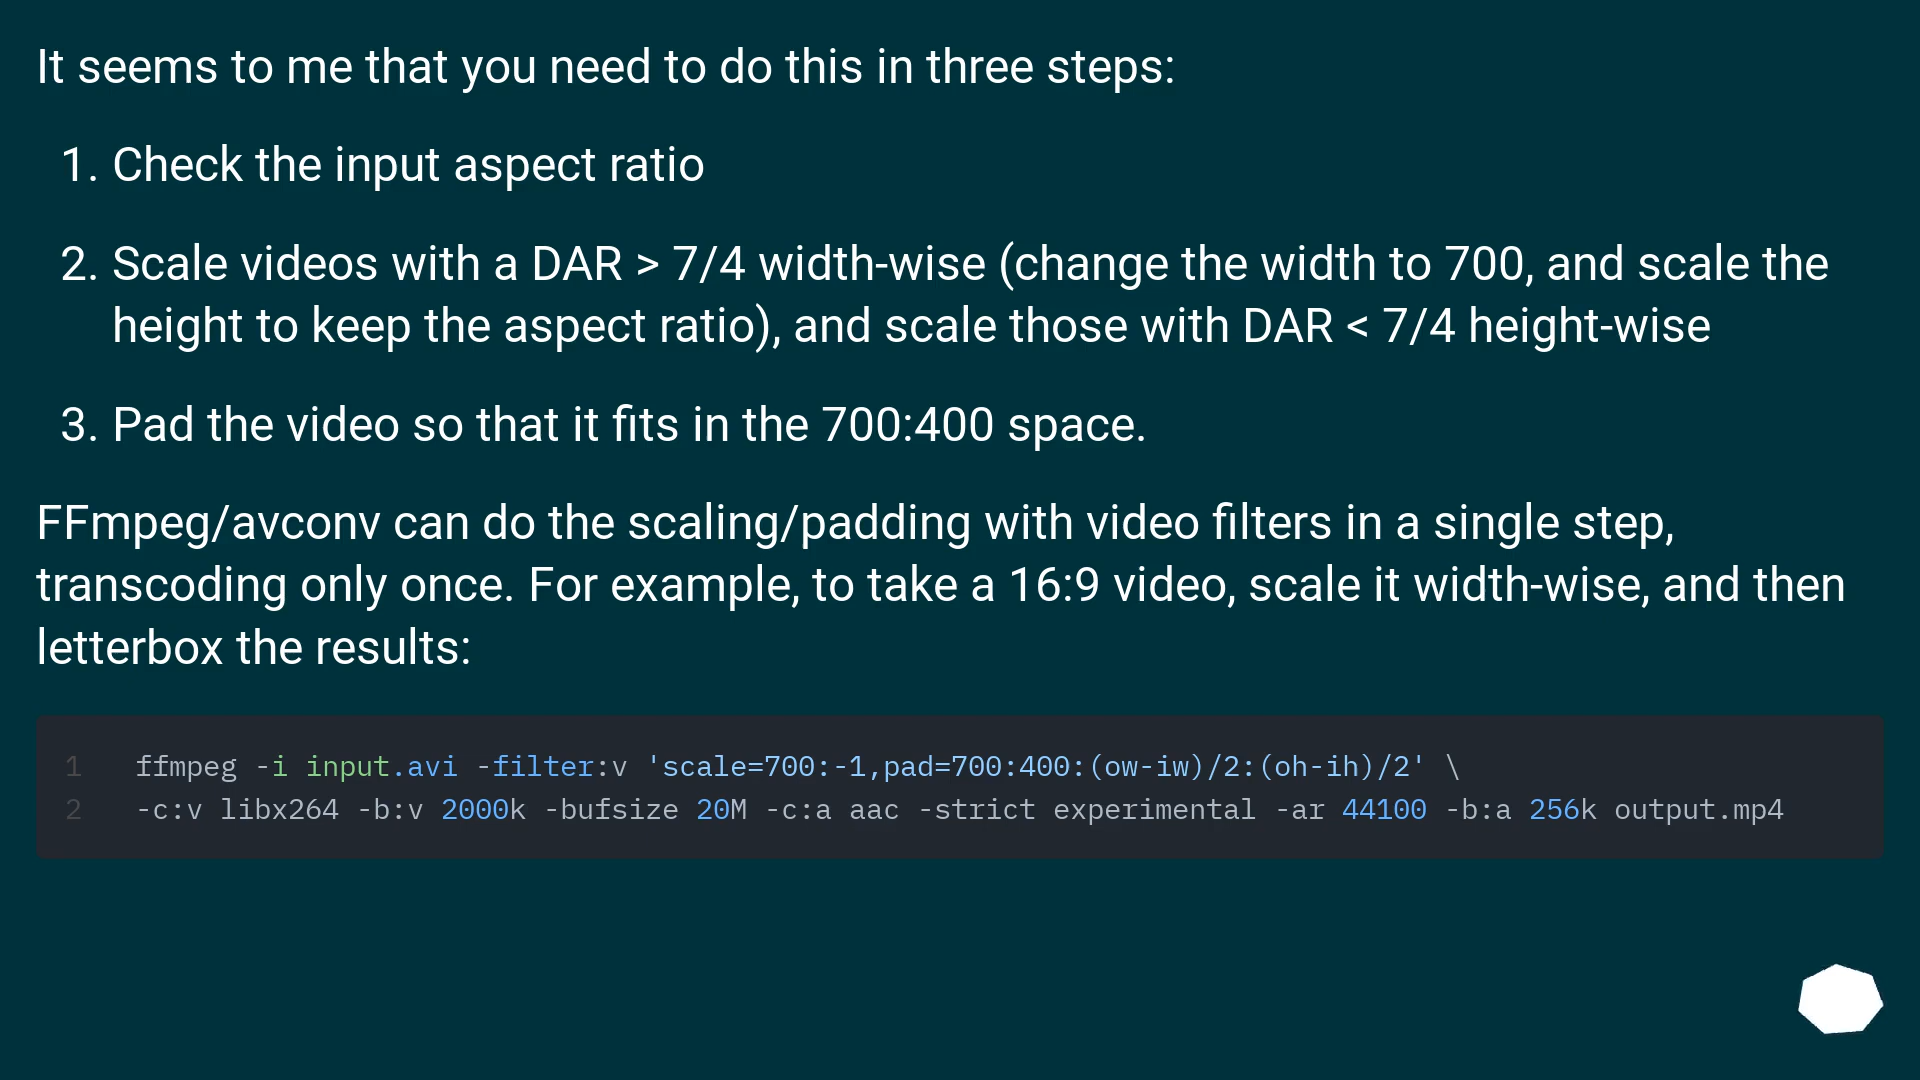 It seems to me that you need to do this in three steps:
1. Check the input aspect ratio
2. Scale videos with a DAR > 7/4 width-wise (change the width to 700, and scale the
height to keep the aspect ratio), and scale those with DAR < 7/4 height-wise
3. Pad the video so that it fits in the 700:400 space.
FFmpeg/avconv can do the scaling/padding with video filters in a single step,
transcoding only once. For example, to take a 16:9 video, scale it width-wise, and then
letterbox the results:
1 ffmpeg -i input.avi -filter:v 'scale=700:-1,pad=700:400:(ow-iw)/2:(oh-ih)/2' \
2 -c:v libx264 -b:v 2000k -bufsize 20M -c:a aac -strict experimental -ar 44100 -b:a 256k output.mp4